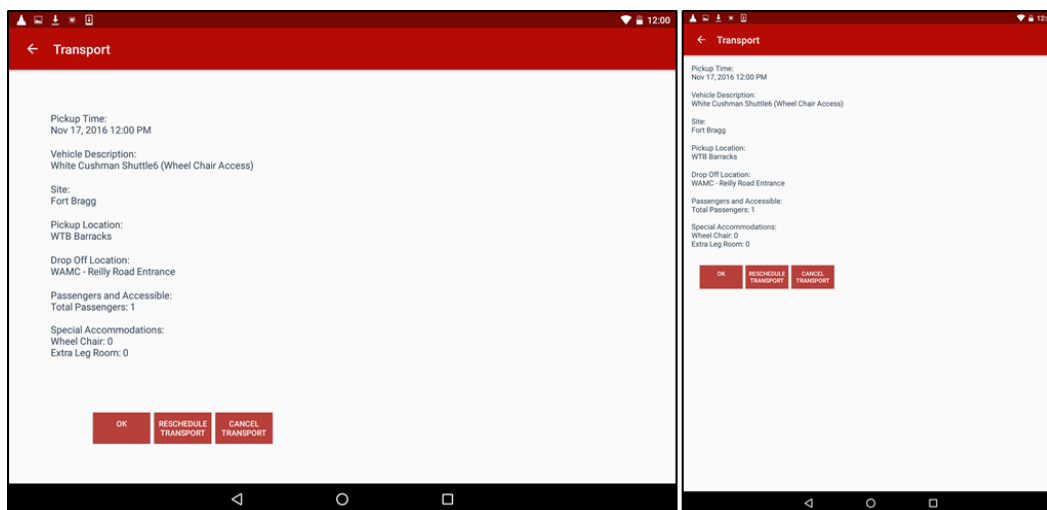 12:00
Transport
Pickup Time:
Nov 17, 2016 12:00 PM
Vehicle Description:
White Cushman Shuttle6 (Wheel Chair Access)
Site:
Fort Bragg
Pickup Location:
WTB Barracks
Drop Off Location:
WAMC - Reilly Road Entrance
Passengers and Accessible:
Total Passengers: 1
Special Accommodations:
Wheel Chair: 0
Extra Leg Room: 0
OK
RESCHEDULE
TRANSPORT
CANCEL
TRANSPORT
12:0
Transport
Pickup Time:
Nov 17, 2016 12:00 PM
Vehicle Description:
White Cushman Shuttle6 (Wheel Chair Access)
Site:
Fort Bragg
Pickup Location:
WTB Barracks
Drop Off Location:
WAMC - Reilly Road Entrance
Passengers and Accessible:
Total Passengers: 1
Special Accommodations:
Wheel Chair: 0
Extra Leg Room: 0
OK
RESCHEDULE
TRANSPORT
CANCEL
TRANSPORT